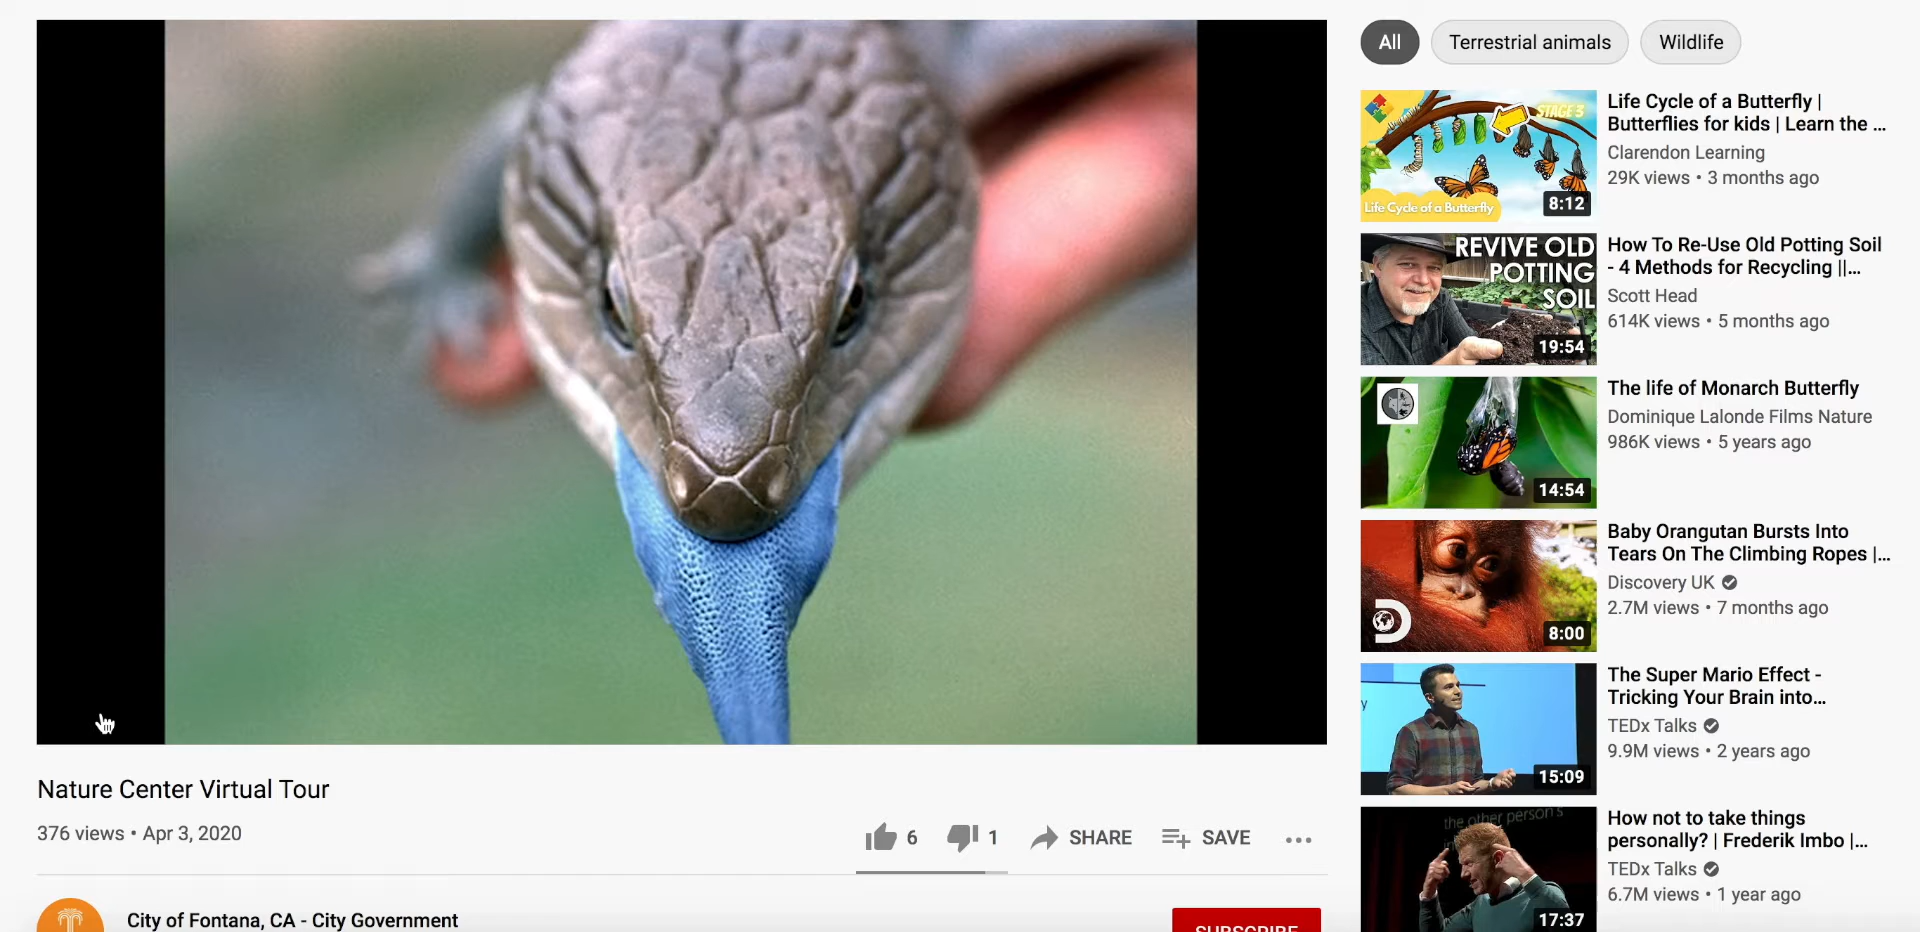 Nature Center Virtual Tour
376 views • Apr 3, 2020
6
1
SHARE
SAVE
City of Fontana, CA - City Government
SUBSCRIBE
All
Terrestrial animals
Wildlife
STAGE 3
Life Cycle of a Butterfly
8:12
Life Cycle of a Butterfly |
Butterflies for kids | Learn the ...
Clarendon Learning
29K views • 3 months ago
REVIVE OLD
POTTING
SOIL
19:54
How To Re-Use Old Potting Soil
- 4 Methods for Recycling ||...
Scott Head
614K views • 5 months ago
14:54
The life of Monarch Butterfly
Dominique Lalonde Films Nature
986K views • 5 years ago
8:00
Baby Orangutan Bursts Into
Tears On The Climbing Ropes |...
Discovery UK
2.7M views • 7 months ago
y
15:09
The Super Mario Effect -
Tricking Your Brain into...
TEDx Talks
9.9M views • 2 years ago
the other person's
17:37
How not to take things
personally? | Frederik Imbo |...
TEDx Talks
6.7M views • 1 year ago